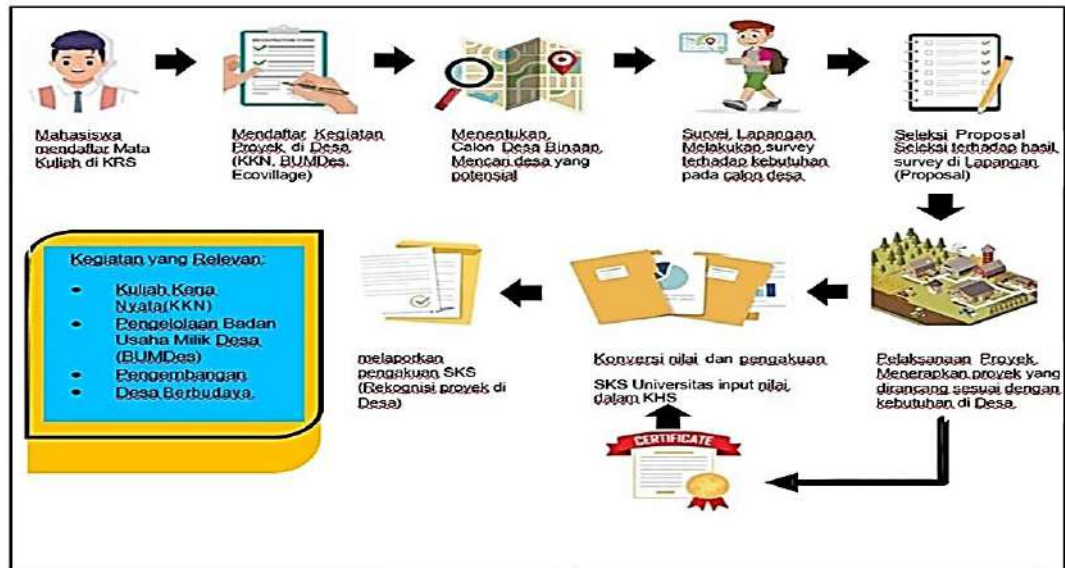 Mahasiswa
mendaftar Mata
Kuliah di KRS
REGISTRATION FORM
Mendaftar Kegiatan
Proyek di Desa
(KKN, BUMDes,
Ecovillage)
Menentukan
Calon Desa Binaan
Mencari desa yang
potensial
Survei Lapangan
Melakukan survey
terhadap kebutuhan
pada calon desa
Seleksi Proposal
Seleksi terhadap hasil
survey di Lapangan
(Proposal)
Kegiatan yang Relevan:
• Kuliah Kerja
Nyata(KKN)
• Pengelolaan Badan
Usaha Milik Desa
(BUMDes)
• Pengembangan
• Desa Berbudaya
melaporkan
pengakuan SKS
(Rekognisi proyek di
Desa)
Konversi nilai dan pengakuan
SKS Universitas input nilai
dalam KHS
Pelaksanaan Proyek
Menerapkan proyek yang
dirancang sesuai dengan
kebutuhan di Desa
CERTIFICATE